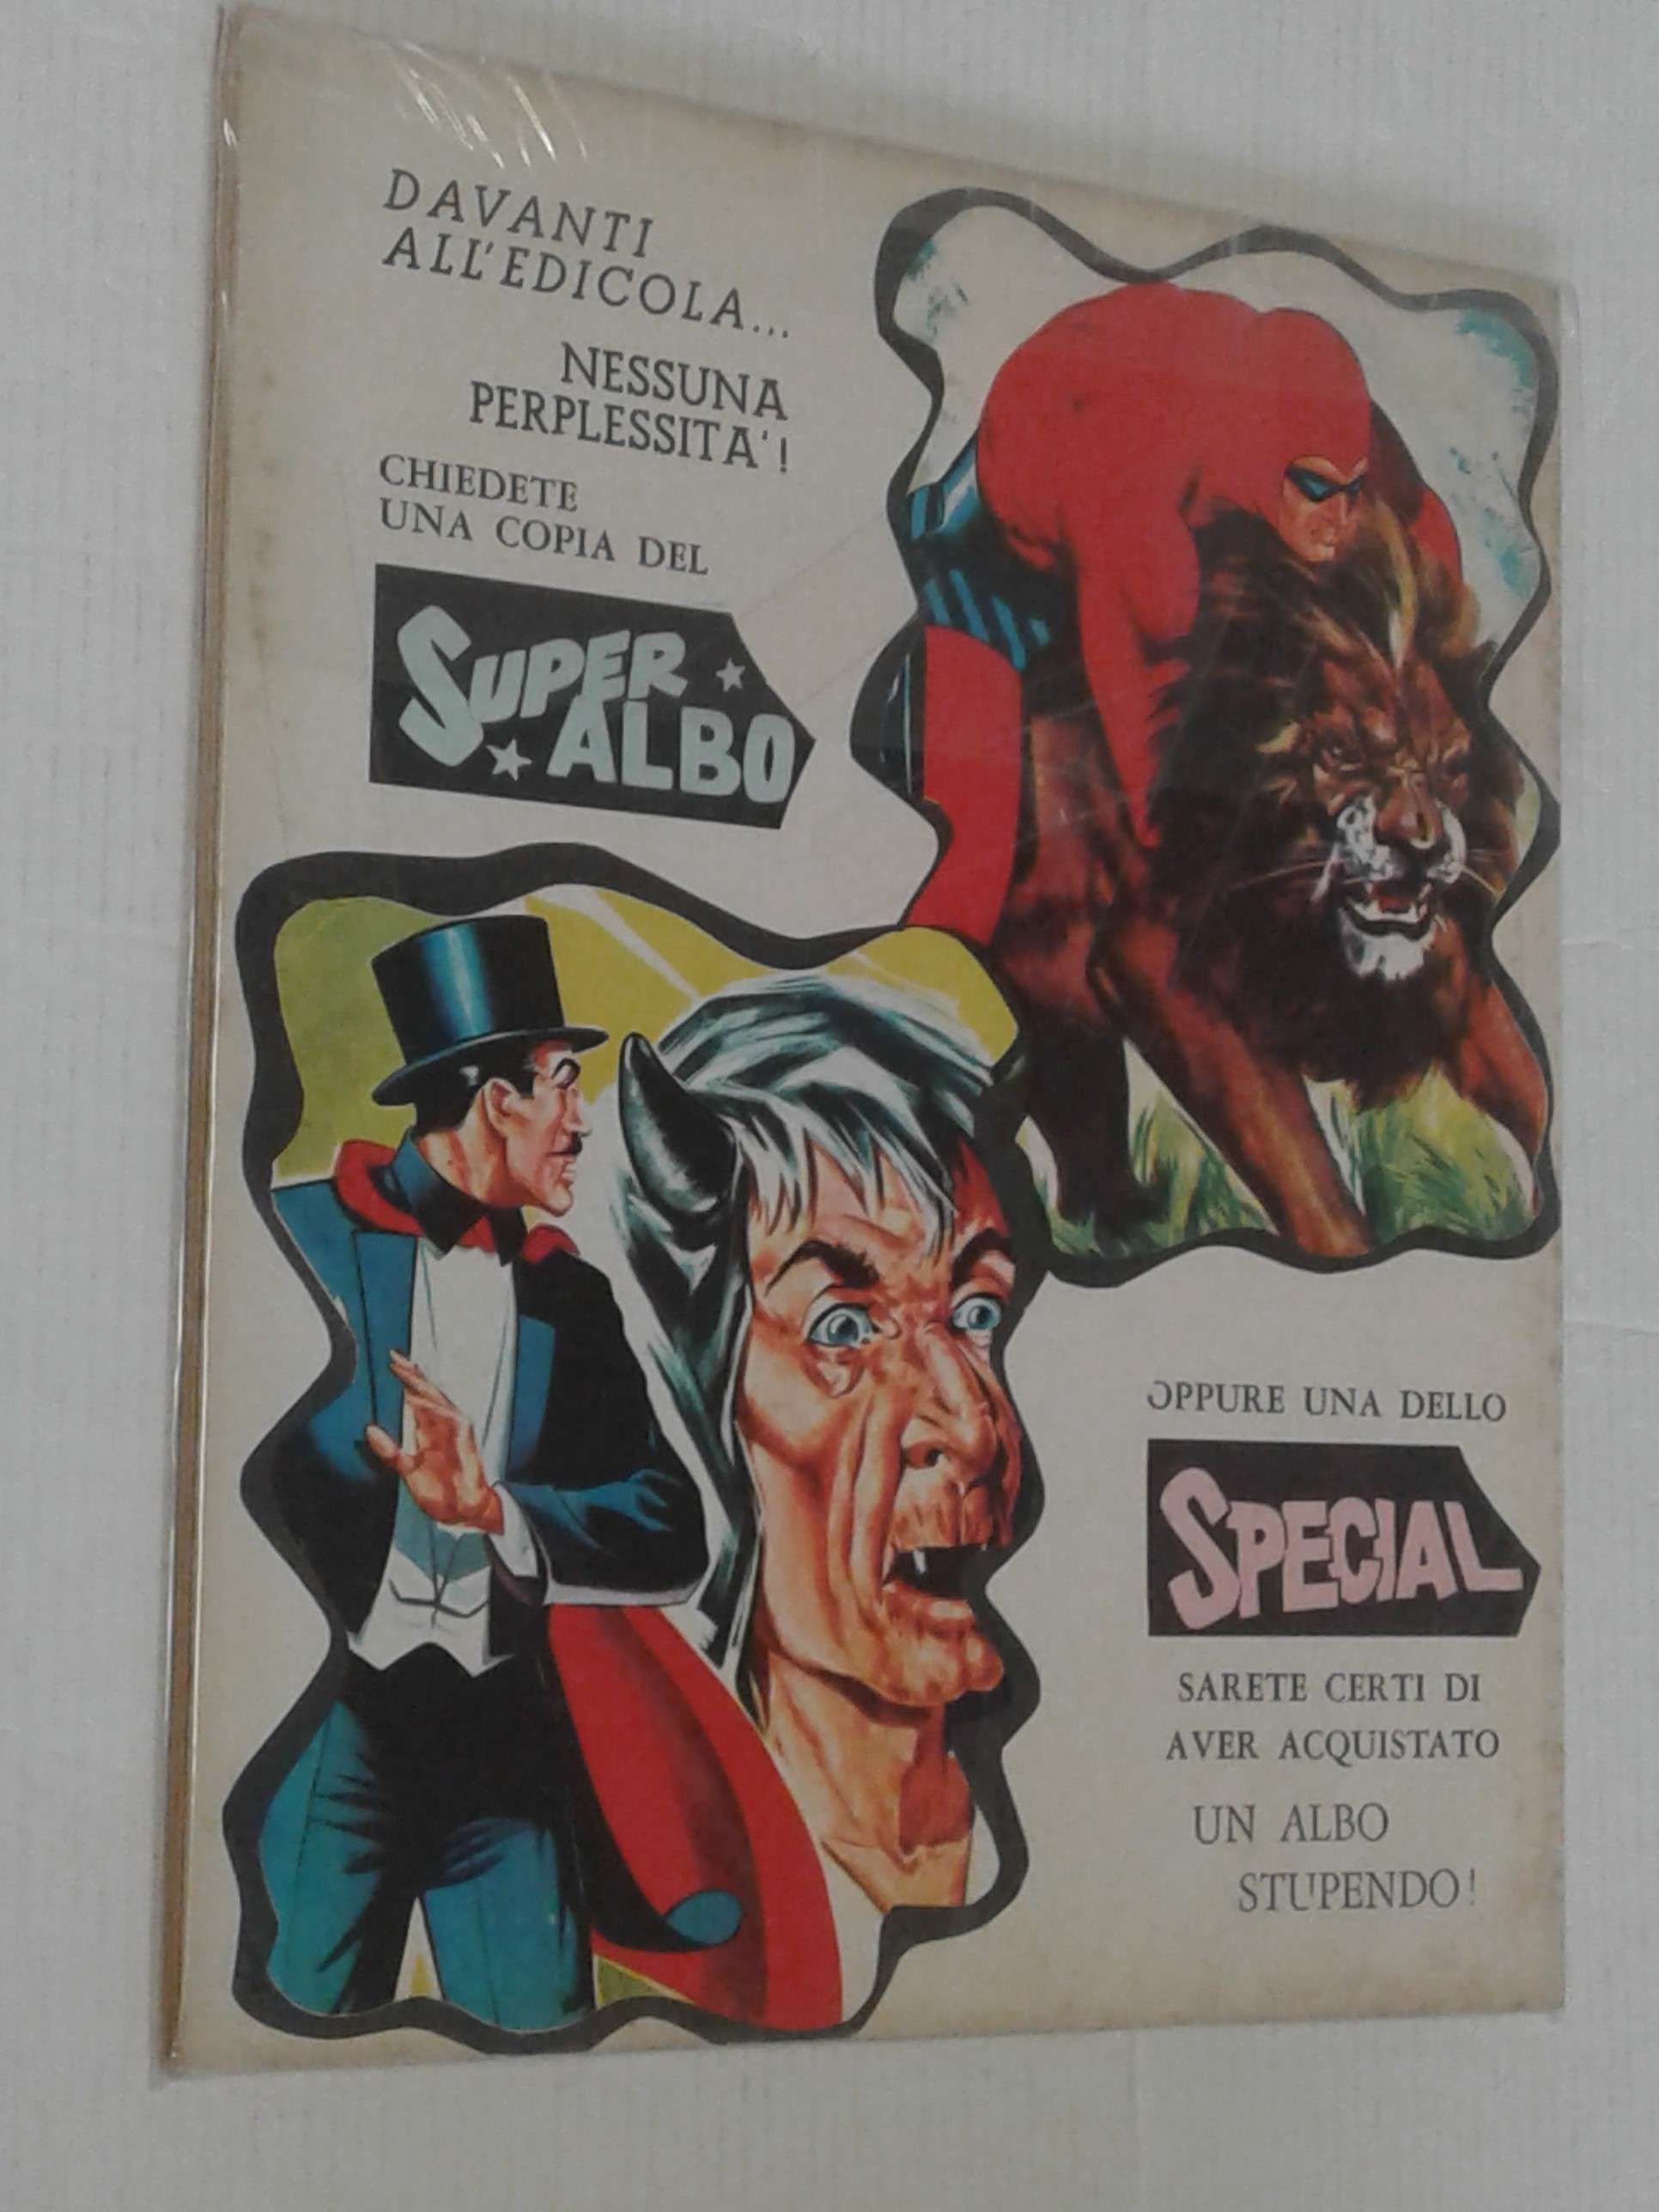 DAVANTI
ALL'EDICOLA...
NESSUNA
PERPLESSITA'!
CHIEDETE
UNA COPIA DEL
SUPER
ALBO
OPPURE UNA DELLO
SPECIAL
SARETE CERTI DI
AVER ACQUISTATO
UN ALBO
STUPENDO!